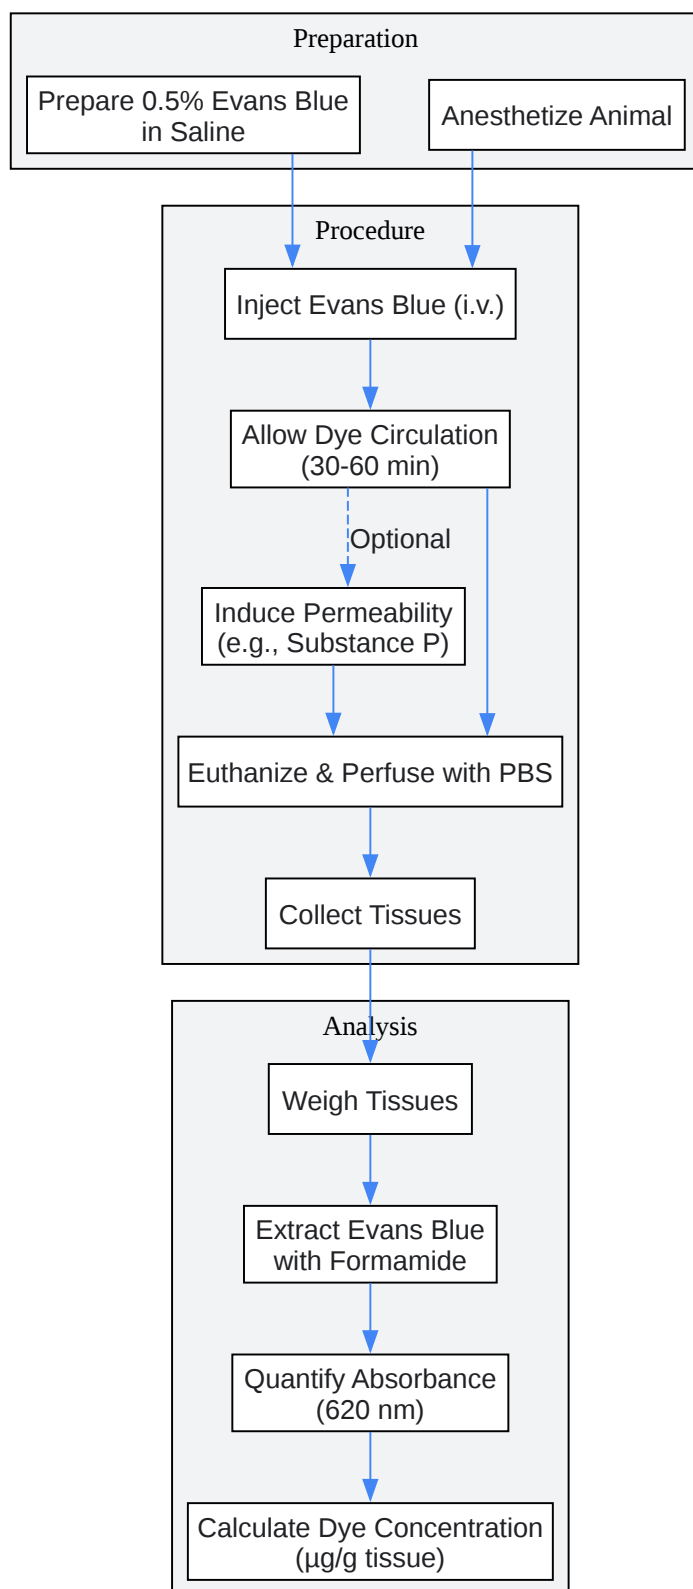 Preparation
Prepare 0.5% Evans Blue
in Saline
Anesthetize Animal
Procedure
Inject Evans Blue (i.v.)
Allow Dye Circulation
(30-60 min)
Optional
Induce Permeability
(e.g., Substance P)
Euthanize & Perfuse with PBS
Collect Tissues
Analysis
Weigh Tissues
Extract Evans Blue
with Formamide
Quantify Absorbance
(620 nm)
Calculate Dye Concentration
(µg/g tissue)